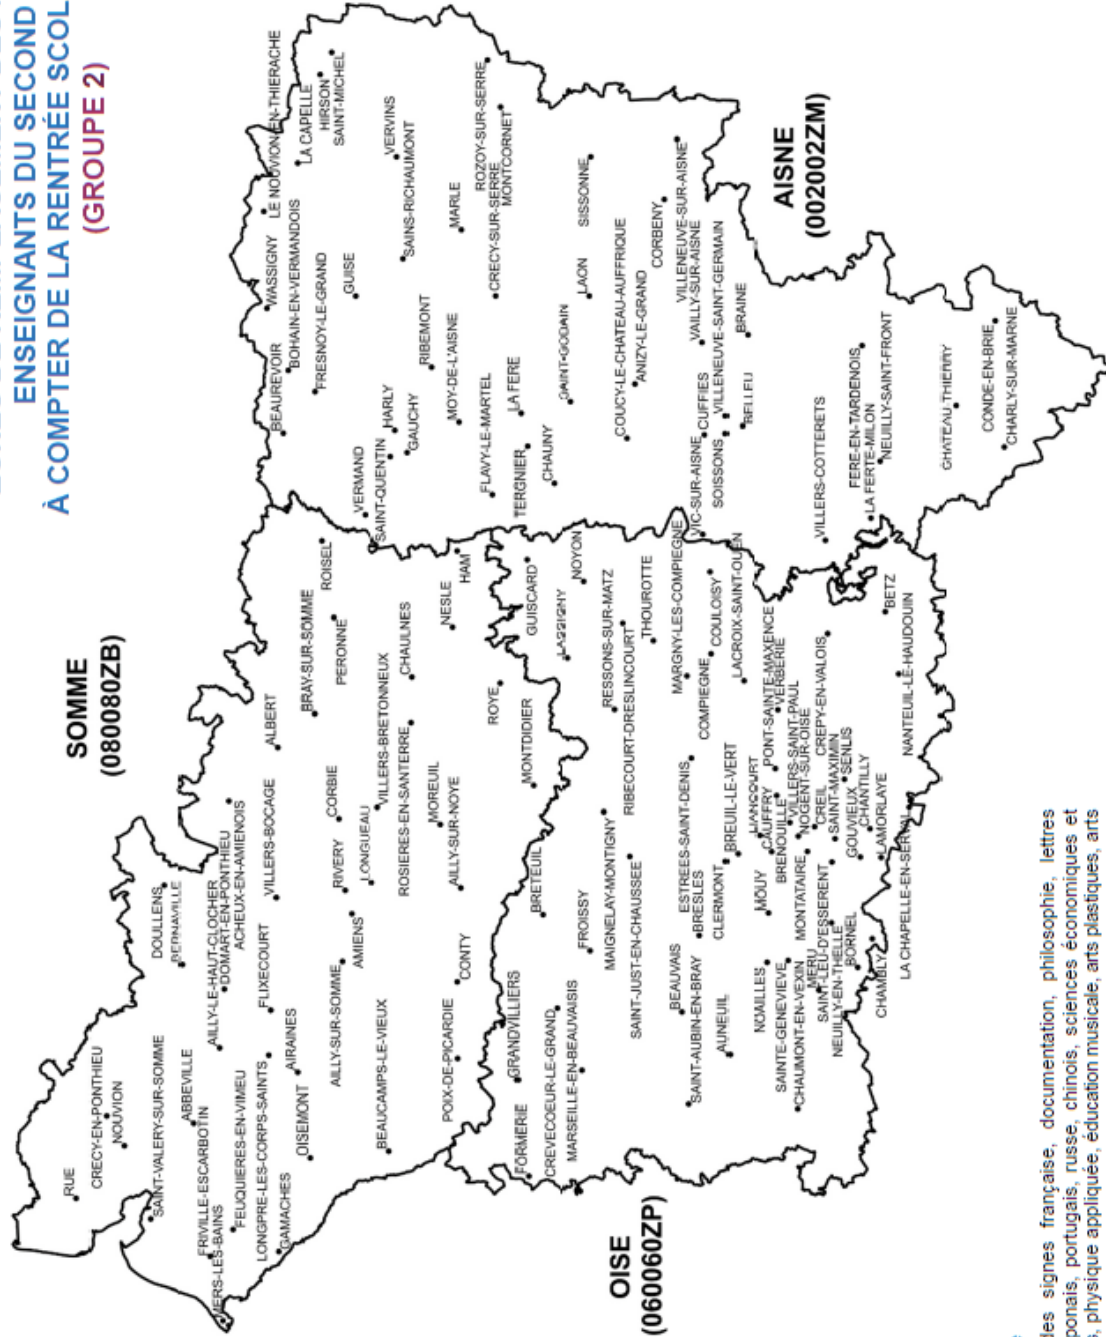 ENSEIGNANTS DU SECOND
À COMPTER DE LA RENTRÉE SCOL
(GROUPE 2)
SOMME
(080080ZB)
RUE
CRECY-EN-PONTHIEU
NOUVION
SAINT-VALERY-SUR-SOMME
ABBEVILLE
FRIVILLE-ESCARBOTIN
MERS-LES-BAINS
FEUQUIERES-EN-VIMEU
LONGPRE-LES-CORPS-SAINTS
GAMACHES
OISEMONT
AIRAINES
DOULLENS
BERNAVILLE
AILLY-LE-HAUT-CLOCHER
DOMART-EN-PONTHIEU
ACHEUX-EN-AMIENOIS
FLIXECOURT
VILLERS-BOCAGE
ALBERT
BRAY-SUR-SOMME
ROISEL
PERONNE
CORBIE
RIVERY
LONGUEAU
AMIENS
AILLY-SUR-SOMME
VILLERS-BRETONNEUX
CHAULNES
ROSIERES-EN-SANTERRE
BEAUCAMPS-LE-VIEUX
MOREUIL
AILLY-SUR-NOYE
NESLE
HAM
POIX-DE-PICARDIE
CONTY
ROYE
MONTDIDIER
AISNE
(002002ZM)
LE NOUVION-EN-THIERACHE
LA CAPELLE
HIRSON
SAINT-MICHEL
WASSIGNY
BOHAIN-EN-VERMANDOIS
BEAUREVOIR
FRESNOY-LE-GRAND
GUISE
VERVINS
SAINS-RICHAUMONT
VERMAND
SAINT-QUENTIN
HARLY
GAUCHY
RIBEMONT
MOY-DE-L'AISNE
MARLE
ROZOY-SUR-SERRE
MONTCORNET
CRECY-SUR-SERRE
FLAVY-LE-MARTEL
LA FERE
TERGNIER
CHAUNY
SAINT-GOBAIN
LAON
SISSONNE
COUCY-LE-CHATEAU-AUFFRIQUE
ANIZY-LE-GRAND
CORBENY
VILLENEUVE-SUR-AISNE
VAILLY-SUR-AISNE
VIC-SUR-AISNE
CUFFIES
SOISSONS
VILLENEUVE-SAINT-GERMAIN
BELLEU
BRAINE
VILLERS-COTTERETS
FERE-EN-TARDENOIS
LA FERTE-MILON
NEUILLY-SAINT-FRONT
CHATEAU-THIERRY
CONDE-EN-BRIE
CHARLY-SUR-MARNE
OISE
(060060ZP)
FORMERIE
GRANDVILLIERS
CREVECOEUR-LE-GRAND
MARSEILLE-EN-BEAUVAISIS
BRETEUIL
FROISSY
MAIGNELAY-MONTIGNY
SAINT-JUST-EN-CHAUSSEE
GUISCARD
NOYON
LASSIGNY
RESSONS-SUR-MATZ
RIBECOURT-DRESLINCOURT
THOUROTTE
MARGNY-LES-COMPIEGNE
COMPIEGNE
COULOISY
LACROIX-SAINT-OUEN
ESTREES-SAINT-DENIS
BRESLES
BEAUVAIS
SAINT-AUBIN-EN-BRAY
AUNEUIL
CLERMONT
BREUIL-LE-VERT
LIANCOURT
CAUFFRY
MOUY
BRENOUILLE
PONT-SAINTE-MAXENCE
VERBERIE
VILLERS-SAINT-PAUL
NOGENT-SUR-OISE
CREPY-EN-VALOIS
NOAILLES
SAINTE-GENEVIEVE
CHAUMONT-EN-VEXIN
MONTATAIRE
CREIL
SAINT-MAXIMIN
SENLIS
MERU
SAINT-LEU-D'ESSERENT
NEUILLY-EN-THELLE
BORNEL
GOUVIEUX
CHANTILLY
LAMORLAYE
CHAMBLY
LA CHAPELLE-EN-SERVAL
BETZ
NANTEUIL-LE-HAUDOUIN
des signes française, documentation, philosophie, lettres
ponais, portugais, russe, chinois, sciences économiques et
s, physique appliquée, éducation musicale, arts plastiques, arts